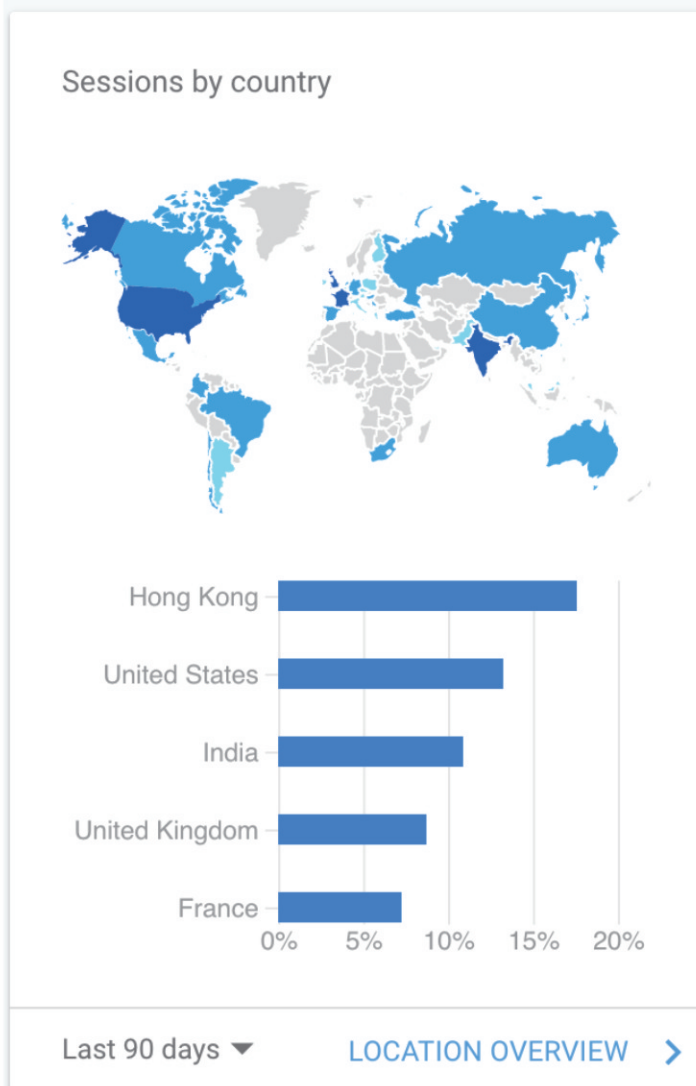 Sessions by country
Hong Kong
United States
India
United Kingdom
France
0% 5% 10% 15% 20%
Last 90 days LOCATION OVERVIEW